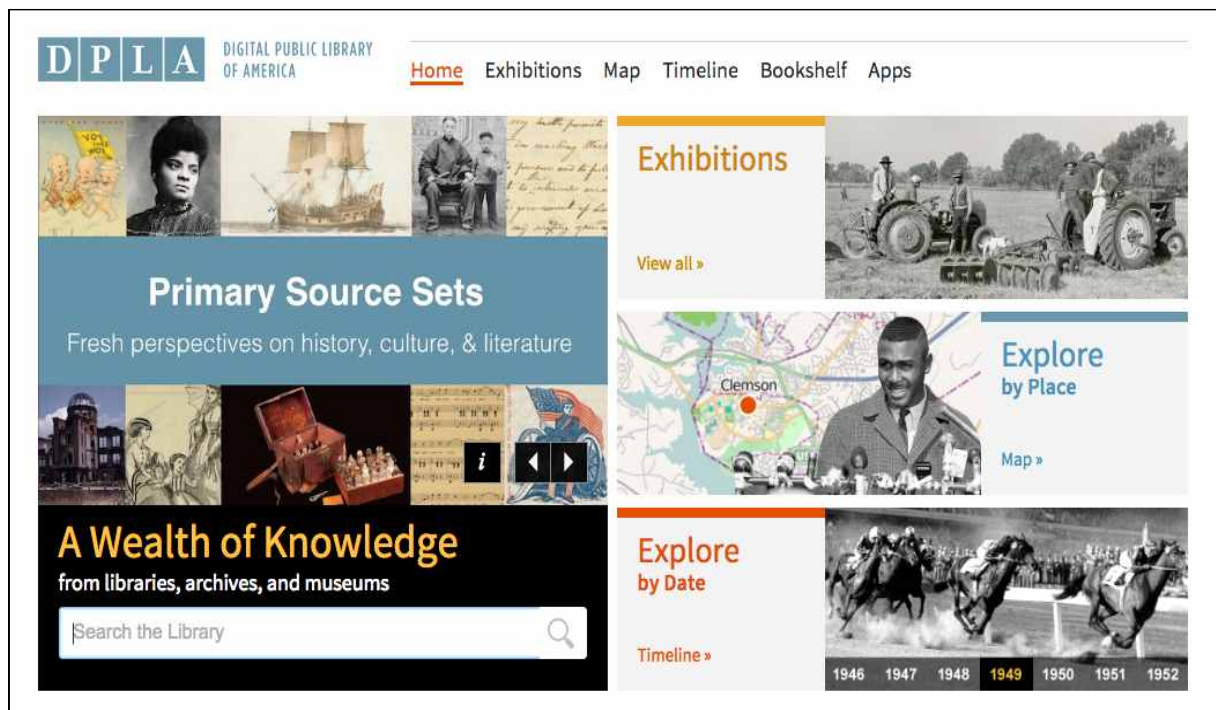 DPLA
DIGITAL PUBLIC LIBRARY
OF AMERICA
Home Exhibitions Map Timeline Bookshelf Apps
Primary Source Sets
Fresh perspectives on history, culture, & literature
i
A Wealth of Knowledge
from libraries, archives, and museums
Search the Library
Exhibitions
View all »
Clemson
Explore
by Place
Map »
Explore
by Date
Timeline »
1946 1947 1948 1949 1950 1951 1952